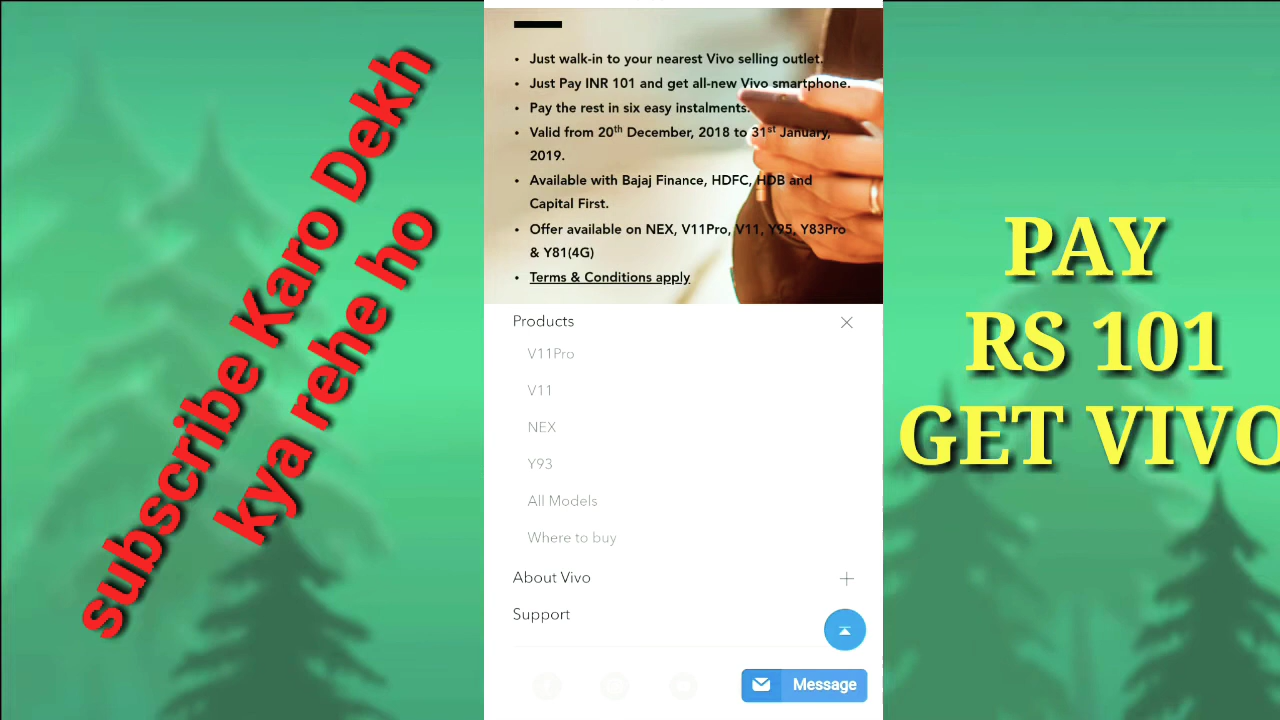 subscribe Karo Dekh
kya rehe ho
Just walk-in to your nearest Vivo selling outlet.
Just Pay INR 101 and get all-new Vivo smartphone.
Pay the rest in six easy instalments.
Valid from 20th December, 2018 to 31st January,
2019.
Available with Bajaj Finance, HDFC, HDB and
Capital First.
Offer available on NEX, V11Pro, V11, Y95, Y83Pro
& Y81(4G)
Terms & Conditions apply
Products
V11Pro
V11
NEX
Y93
All Models
Where to buy
About Vivo
Support
Message
PAY
RS 101
GET VIVO